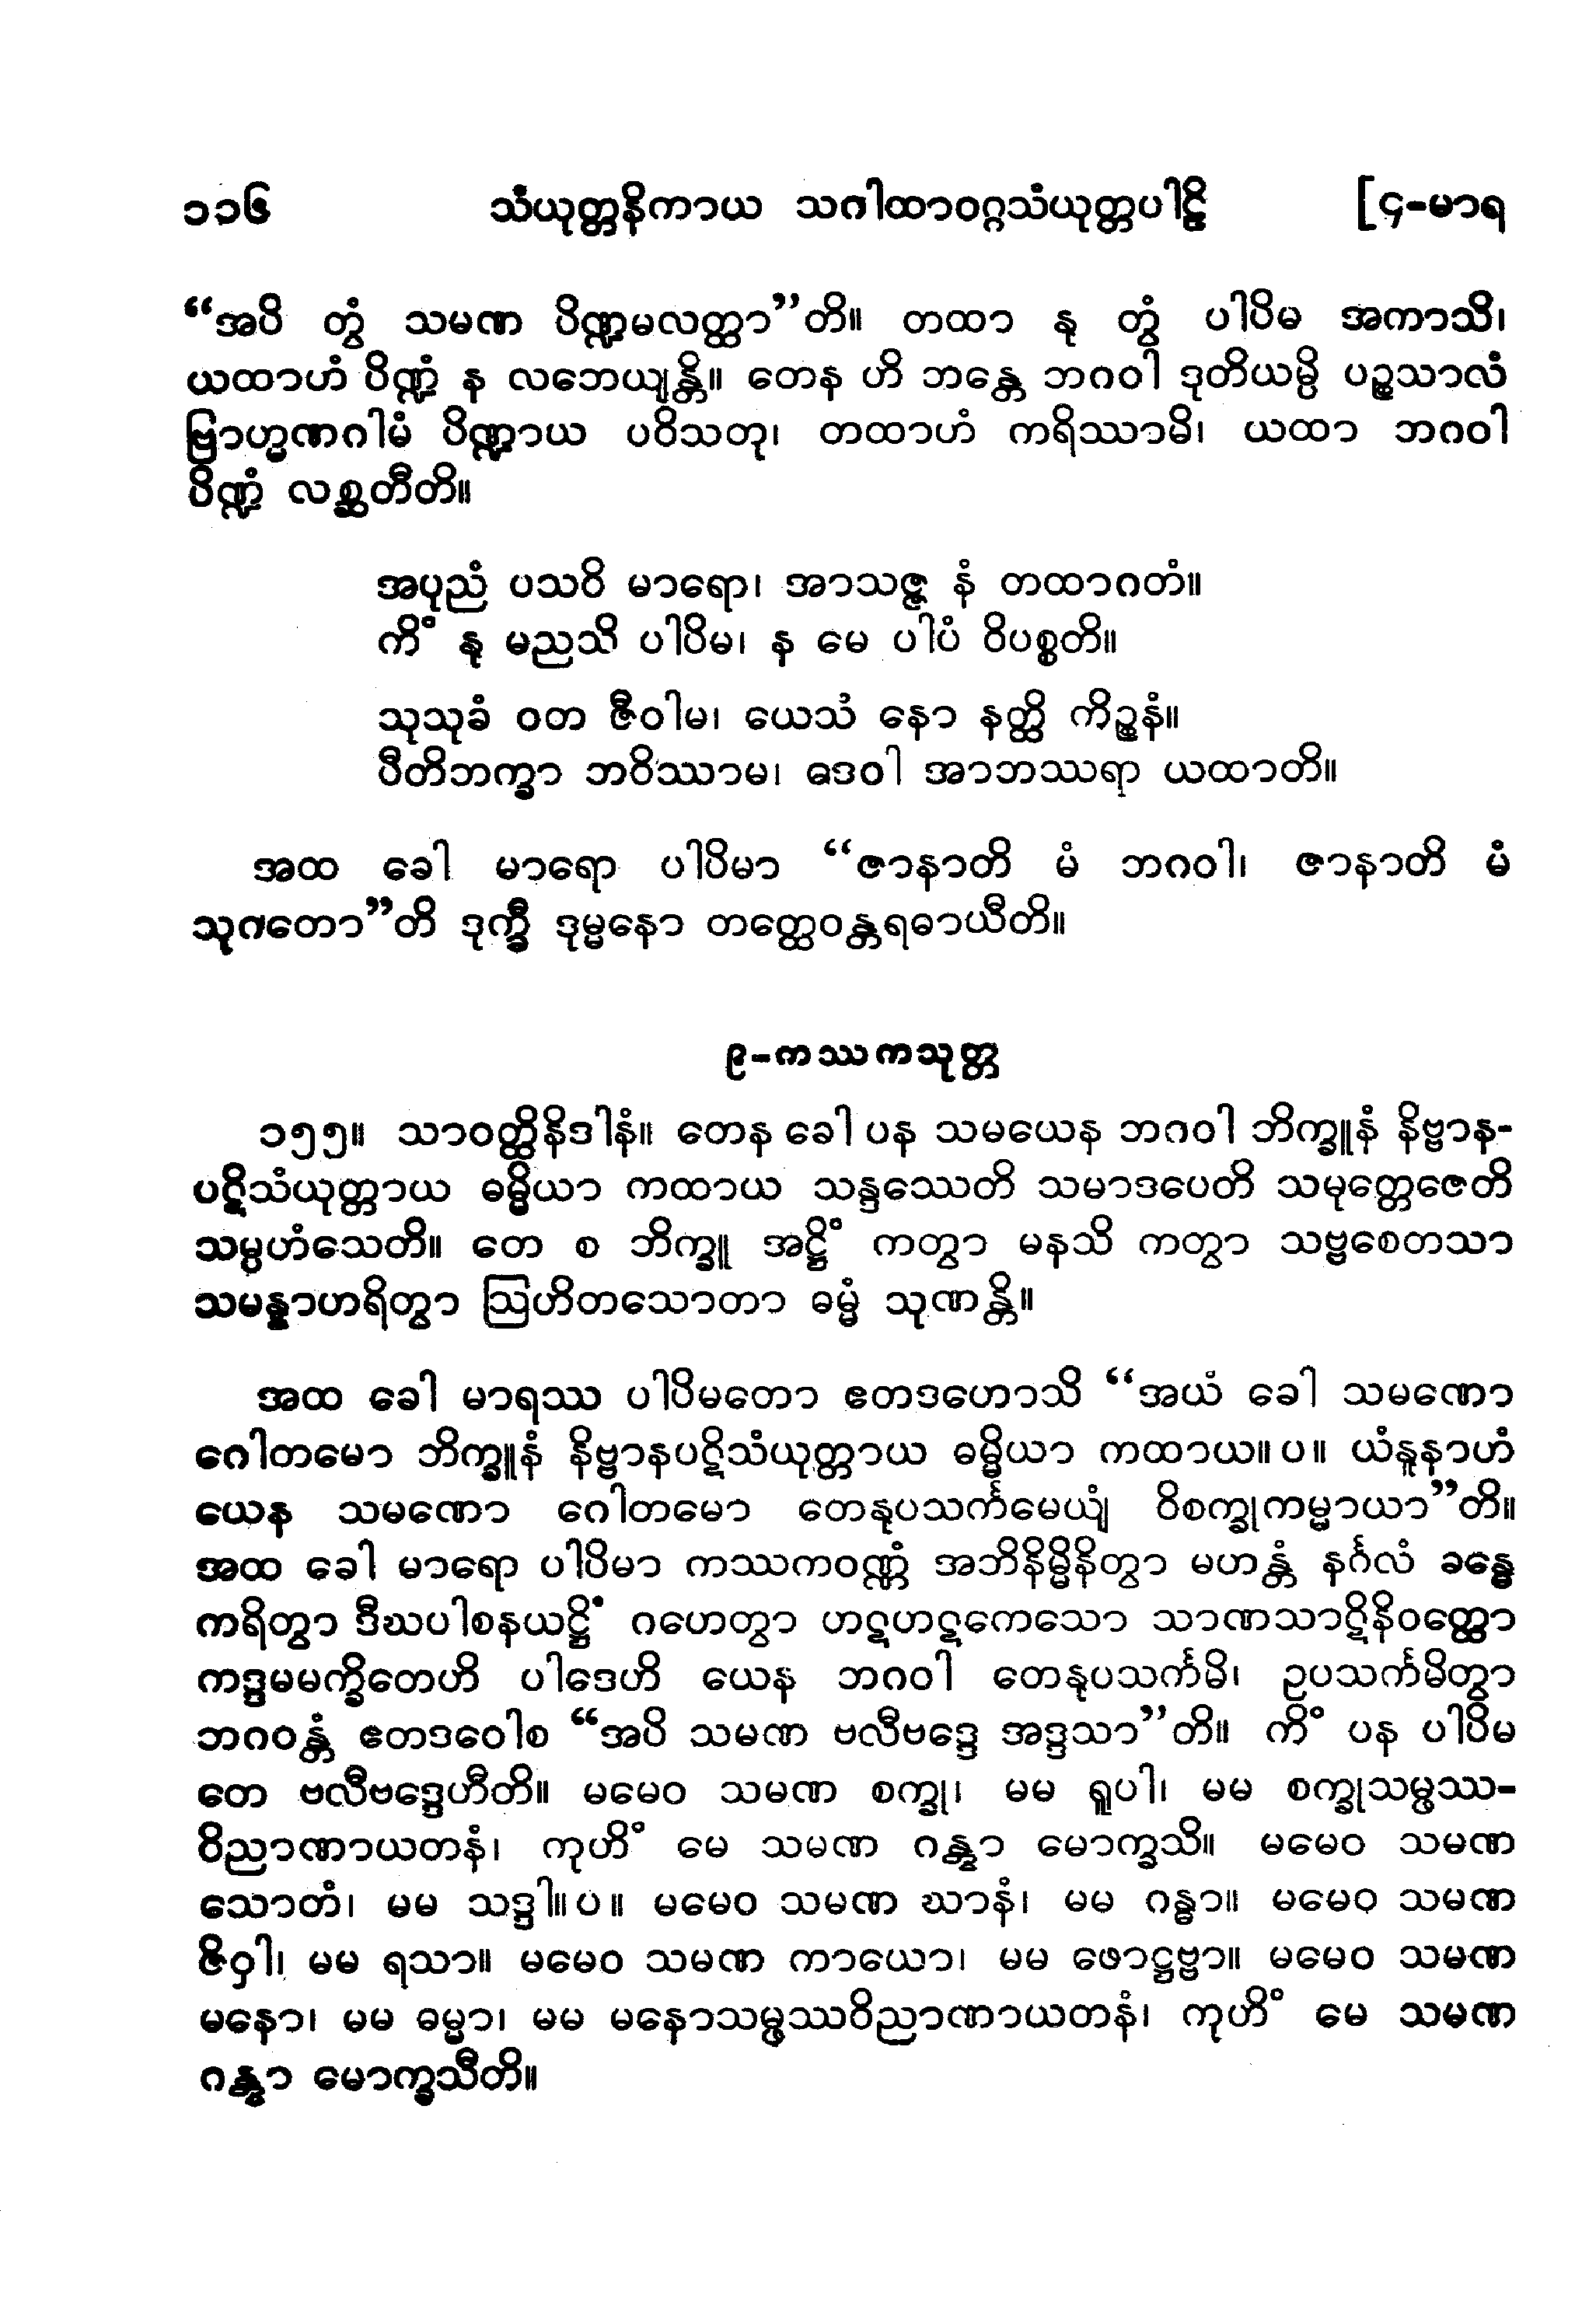 ၁၁၆ သံယုတ္တနိကာယ သဂါထာဝဂ္ဂသံယုတ္တပါဠိ [၄-မာရ
“အပိ တွံ သမဏ ပိဏ္ဍမလတ္ထာ”တိ။ တထာ နု တွံ ပါပိမ အကာသိ၊
ယထာဟံ ပိဏ္ဍံ န လဘေယျန္တိ။ တေန ဟိ ဘန္တေ ဘဂဝါ ဒုတိယမ္ပိ ပဉ္စသာလံ
ဗြာဟ္မဏဂါမံ ပိဏ္ဍာယ ပဝိသတု၊ တထာဟံ ကရိဿာမိ၊ ယထာ ဘဂဝါ
ပိဏ္ဍံ လစ္ဆတီတိ။
အပုညံ ပသဝိ မာရော၊ အာသဇ္ဇ နံ တထာဂတံ။
ကိံ နု မညသိ ပါပိမ၊ န မေ ပါပံ ဝိပစ္စတိ။
သုသုခံ ဝတ ဇီဝါမ၊ ယေသံ နော နတ္ထိ ကိဉ္စနံ။
ပီတိဘက္ခာ ဘဝိဿာမ၊ ဒေဝါ အာဘဿရာ ယထာတိ။
အထ ခေါ မာရော ပါပိမာ “ဇာနာတိ မံ ဘဂဝါ၊ ဇာနာတိ မံ
သုဂတော”တိ ဒုက္ခီ ဒုမ္မနော တတ္ထေဝန္တရဓာယီတိ။
၉-ကဿကသုတ္တ
၁၅၅။ သာဝတ္ထိနိဒါနံ။ တေန ခေါ ပန သမယေန ဘဂဝါ ဘိက္ခူနံ နိဗ္ဗာန-
ပဋိသံယုတ္တာယ ဓမ္မိယာ ကထာယ သန္ဒဿေတိ သမာဒပေတိ သမုတ္တေဇေတိ
သမ္ပဟံသေတိ။ တေ စ ဘိက္ခူ အဋ္ဌိံ ကတွာ မနသိ ကတွာ သဗ္ဗစေတသာ
သမန္နာဟရိတွာ ဩဟိတသောတာ ဓမ္မံ သုဏန္တိ။
အထ ခေါ မာရဿ ပါပိမတော ဧတဒဟောသိ “အယံ ခေါ သမဏော
ဂေါတမော ဘိက္ခူနံ နိဗ္ဗာနပဋိသံယုတ္တာယ ဓမ္မိယာ ကထာယ။ပ။ ယံနူနာဟံ
ယေန သမဏော ဂေါတမော တေနုပသင်္ကမေယျံ ဝိစက္ခုကမ္မာယာ”တိ။
အထ ခေါ မာရော ပါပိမာ ကဿကဝဏ္ဏံ အဘိနိမ္မိနိတွာ မဟန္တံ နင်္ဂလံ ခန္ဓေ
ကရိတွာ ဒီဃပါစနယဋ္ဌိံ ဂဟေတွာ ဟဋဟဋကေသော သာဏသာဋိနိဝတ္ထော
ကဒ္ဒမမက္ခိတေဟိ ပါဒေဟိ ယေန ဘဂဝါ တေနုပသင်္ကမိ၊ ဥပသင်္ကမိတွာ
ဘဂဝန္တံ ဧတဒဝေါစ “အပိ သမဏ ဗလီဗဒ္ဒေ အဒ္ဒသာ”တိ။ ကိံ ပန ပါပိမ
တေ ဗလီဗဒ္ဒေဟီတိ။ မမေဝ သမဏ စက္ခု၊ မမ ရူပါ၊ မမ စက္ခုသမ္ဖဿ-
ဝိညာဏာယတနံ၊ ကုဟိံ မေ သမဏ ဂန္တွာ မောက္ခသိ။ မမေဝ သမဏ
သောတံ၊ မမ သဒ္ဒါ။ပ။ မမေဝ သမဏ ဃာနံ၊ မမ ဂန္ဓာ။ မမေဝ သမဏ
ဇိဝှါ၊ မမ ရသာ။ မမေဝ သမဏ ကာယော၊ မမ ဖောဋ္ဌဗ္ဗာ။ မမေဝ သမဏ
မနော၊ မမ ဓမ္မာ၊ မမ မနောသမ္ဖဿဝိညာဏာယတနံ၊ ကုဟိံ မေ သမဏ
ဂန္တွာ မောက္ခသီတိ။